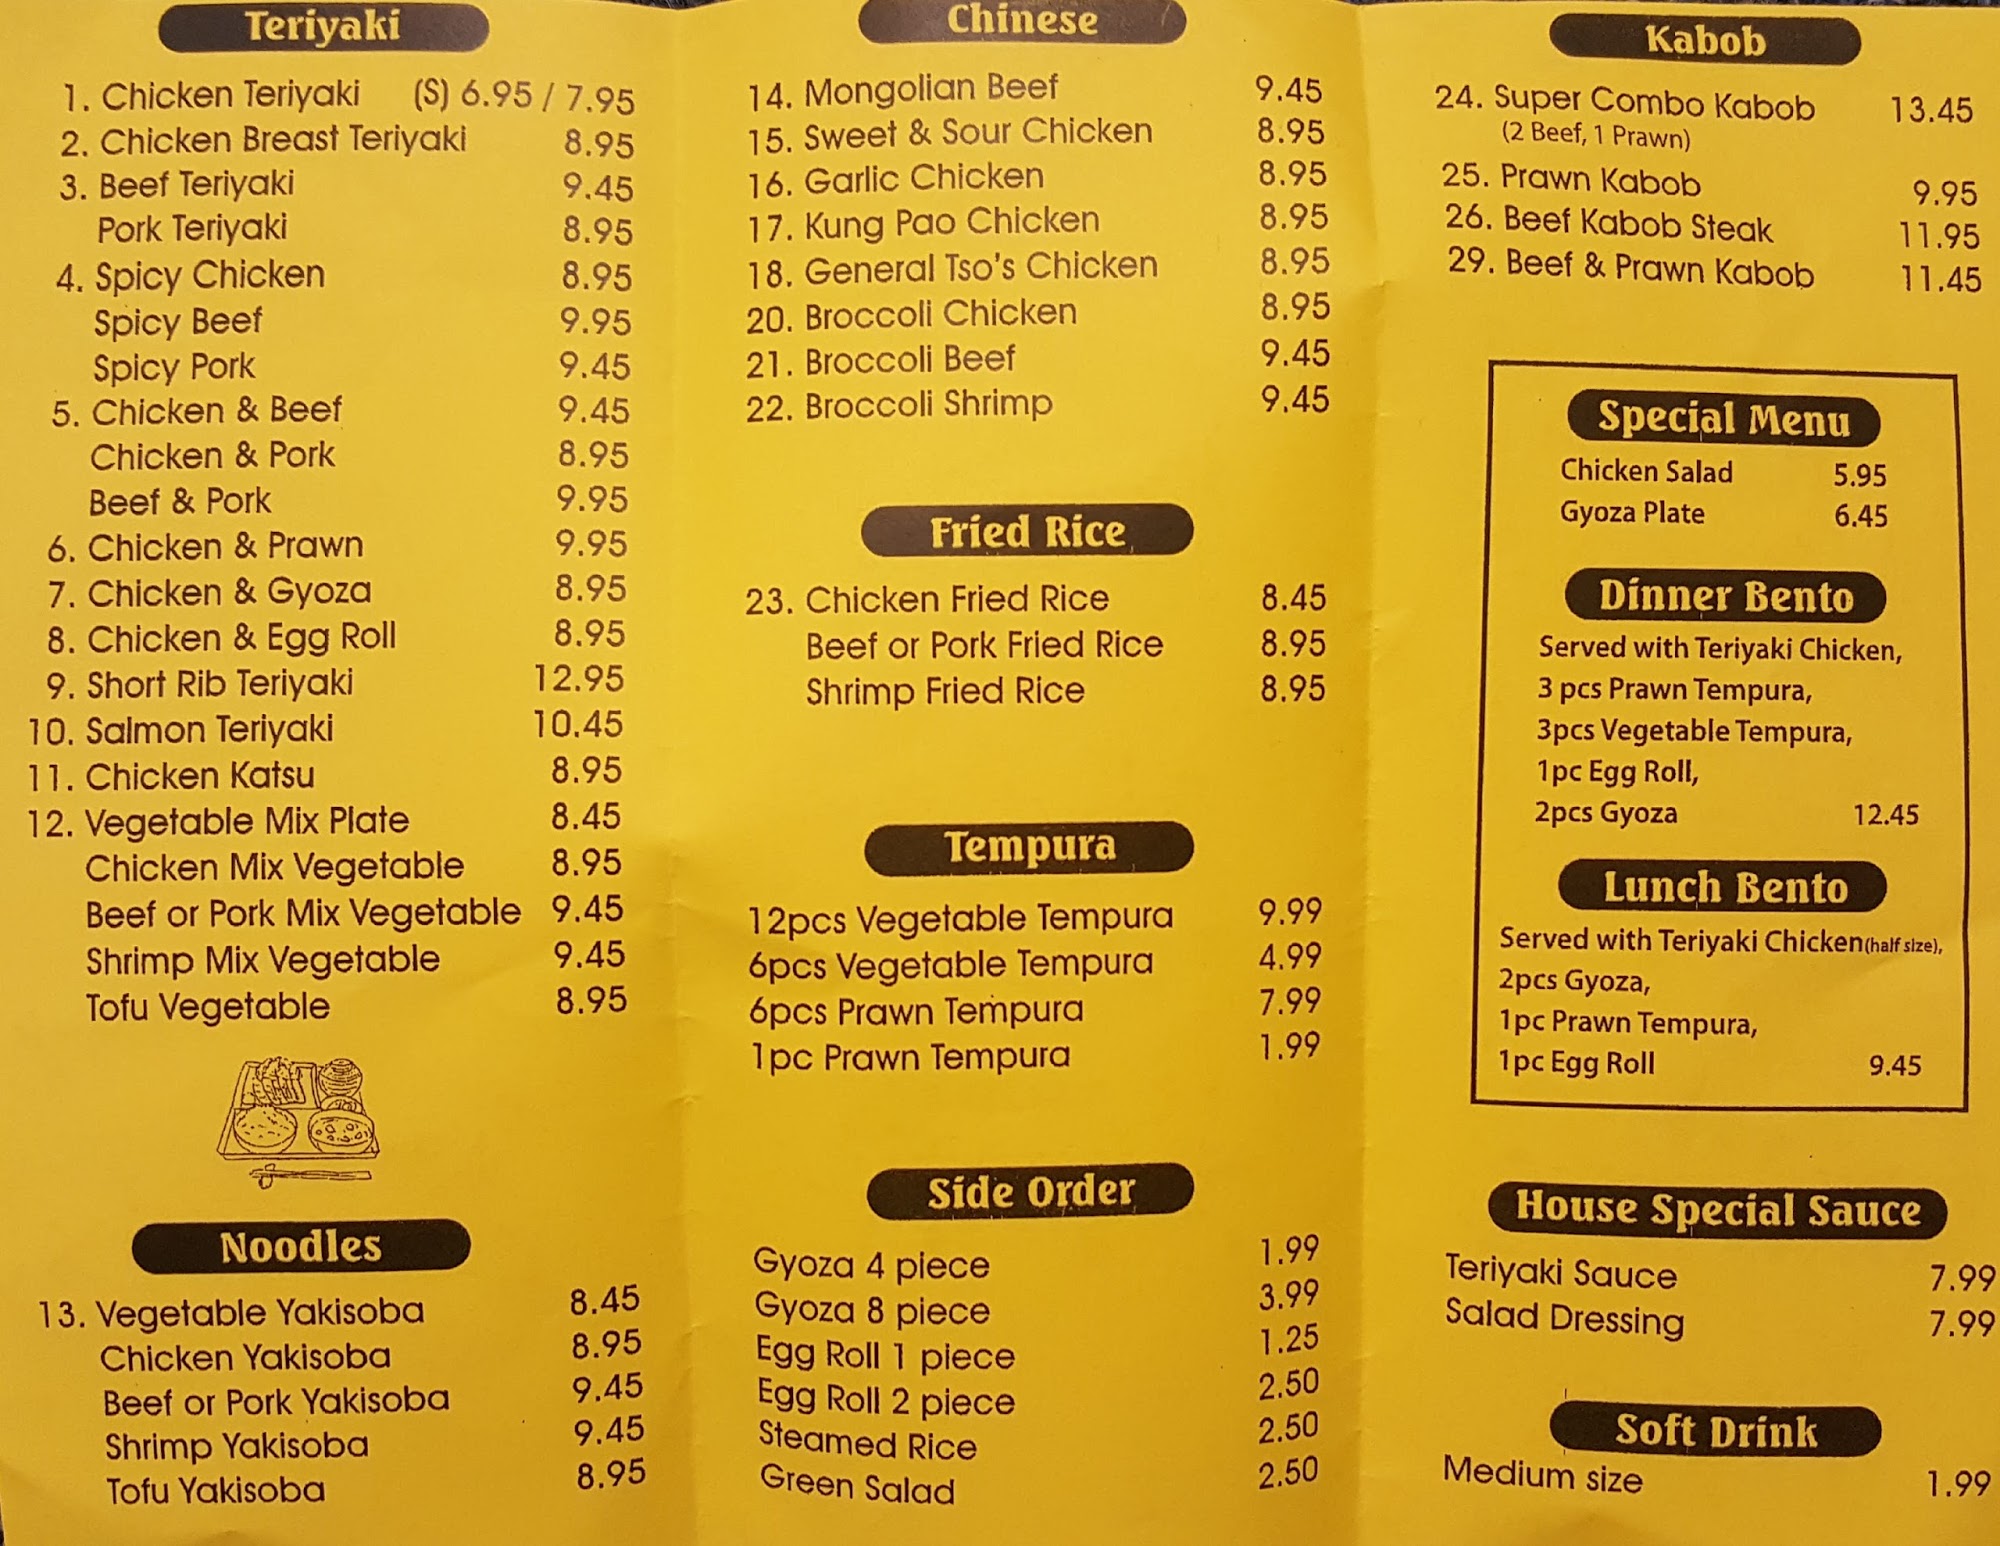 Teriyaki
1. Chicken Teriyaki (S) 6.95 / 7.95
2. Chicken Breast Teriyaki 8.95
3. Beef Teriyaki 9.45
Pork Teriyaki 8.95
4. Spicy Chicken 8.95
Spicy Beef 9.95
Spicy Pork 9.45
5. Chicken & Beef 9.45
Chicken & Pork 8.95
Beef & Pork 9.95
6. Chicken & Prawn 9.95
7. Chicken & Gyoza 8.95
8. Chicken & Egg Roll 8.95
9. Short Rib Teriyaki 12.95
10. Salmon Teriyaki 10.45
11. Chicken Katsu 8.95
12. Vegetable Mix Plate 8.45
Chicken Mix Vegetable 8.95
Beef or Pork Mix Vegetable 9.45
Shrimp Mix Vegetable 9.45
Tofu Vegetable 8.95
Noodles
13. Vegetable Yakisoba 8.45
Chicken Yakisoba 8.95
Beef or Pork Yakisoba 9.45
Shrimp Yakisoba 9.45
Tofu Yakisoba 8.95
Chinese
14. Mongolian Beef 9.45
15. Sweet & Sour Chicken 8.95
16. Garlic Chicken 8.95
17. Kung Pao Chicken 8.95
18. General Tso's Chicken 8.95
20. Broccoli Chicken 8.95
21. Broccoli Beef 9.45
22. Broccoli Shrimp 9.45
Fried Rice
23. Chicken Fried Rice 8.45
Beef or Pork Fried Rice 8.95
Shrimp Fried Rice 8.95
Tempura
12pcs Vegetable Tempura 9.99
6pcs Vegetable Tempura 4.99
6pcs Prawn Tempura 7.99
1pc Prawn Tempura 1.99
Side Order
Gyoza 4 piece 1.99
Gyoza 8 piece 3.99
Egg Roll 1 piece 1.25
Egg Roll 2 piece 2.50
Steamed Rice 2.50
Green Salad 2.50
Kabob
24. Super Combo Kabob 13.45
(2 Beef, 1 Prawn)
25. Prawn Kabob 9.95
26. Beef Kabob Steak 11.95
29. Beef & Prawn Kabob 11.45
Special Menu
Chicken Salad 5.95
Gyoza Plate 6.45
Dinner Bento
Served with Teriyaki Chicken,
3 pcs Prawn Tempura,
3pcs Vegetable Tempura,
1pc Egg Roll,
2pcs Gyoza 12.45
Lunch Bento
Served with Teriyaki Chicken(half size),
2pcs Gyoza,
1pc Prawn Tempura,
1pc Egg Roll 9.45
House Special Sauce
Teriyaki Sauce 7.99
Salad Dressing 7.99
Soft Drink
Medium size 1.99